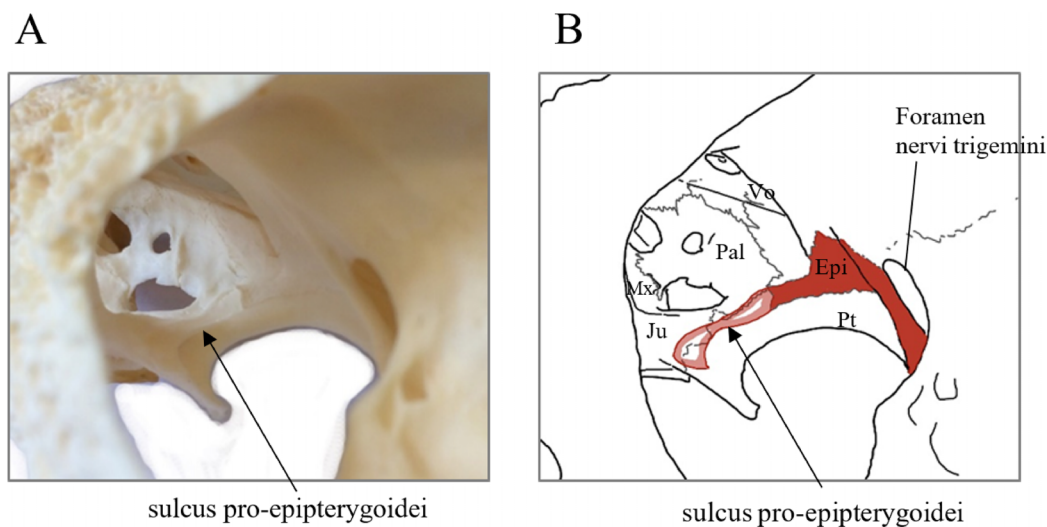 A
B
Foramen
nervi trigemini
Vo
Pal
Epi
Mx
Ju
Pt
sulcus pro-epipterygoidei
sulcus pro-epipterygoidei